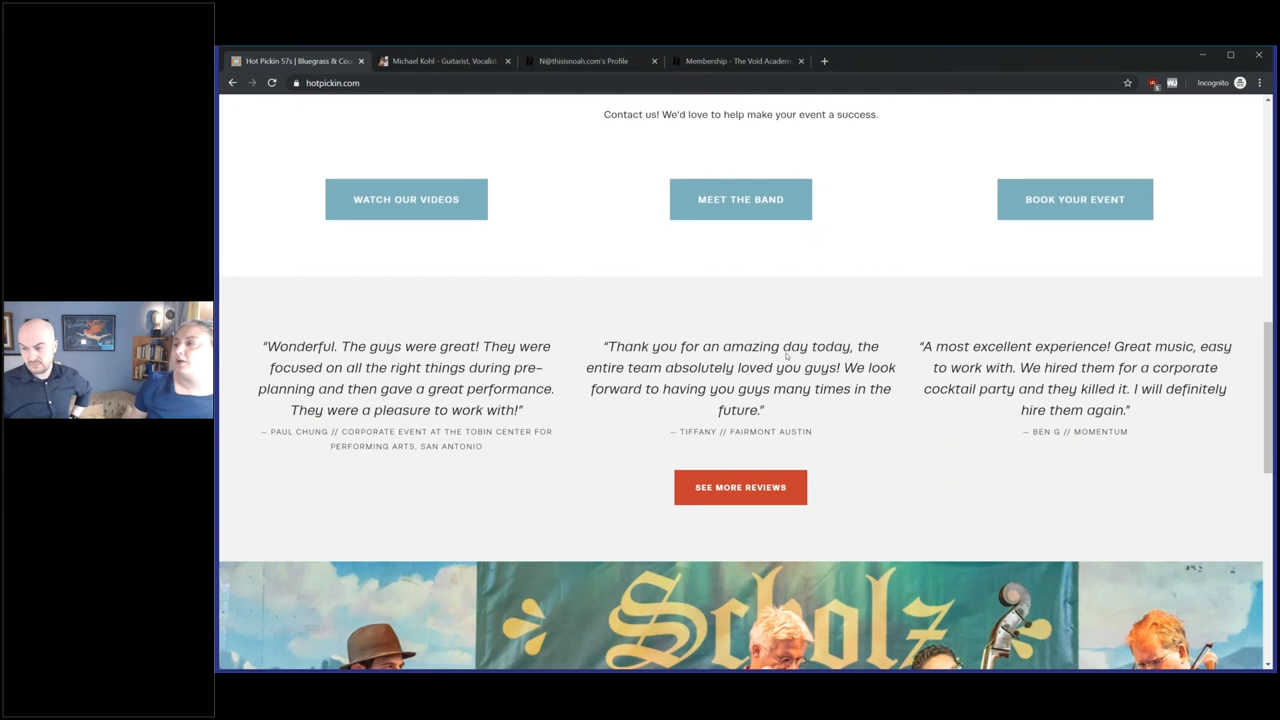 Hot Pickin 57s | Bluegrass & Cou
Michael Kohl - Guitarist, Vocalist
N@thisisnoah.com's Profile
Membership - The Void Academ
hotpickin.com
Incognito
Contact us! We'd love to help make your event a success.
WATCH OUR VIDEOS
MEET THE BAND
BOOK YOUR EVENT
“Wonderful. The guys were great! They were
focused on all the right things during pre–
planning and then gave a great performance.
They were a pleasure to work with!”
— PAUL CHUNG // CORPORATE EVENT AT THE TOBIN CENTER FOR
PERFORMING ARTS, SAN ANTONIO
“Thank you for an amazing day today, the
entire team absolutely loved you guys! We look
forward to having you guys many times in the
future.”
— TIFFANY // FAIRMONT AUSTIN
“A most excellent experience! Great music, easy
to work with. We hired them for a corporate
cocktail party and they killed it. I will definitely
hire them again.”
— BEN G // MOMENTUM
SEE MORE REVIEWS
Scholz